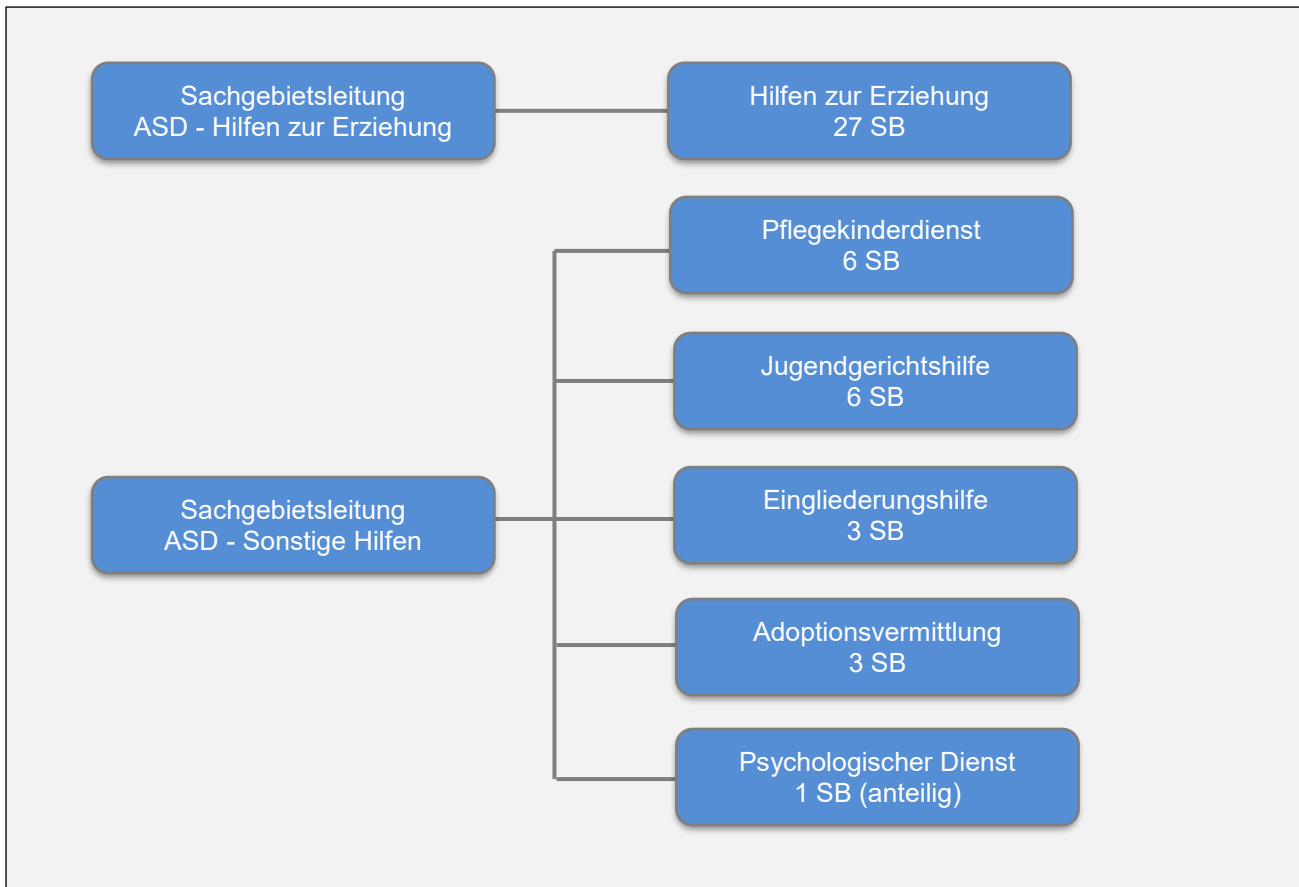 Sachgebietsleitung
ASD - Hilfen zur Erziehung
Hilfen zur Erziehung
27 SB
Pflegekinderdienst
6 SB
Jugendgerichtshilfe
6 SB
Sachgebietsleitung
ASD - Sonstige Hilfen
Eingliederungshilfe
3 SB
Adoptionsvermittlung
3 SB
Psychologischer Dienst
1 SB (anteilig)